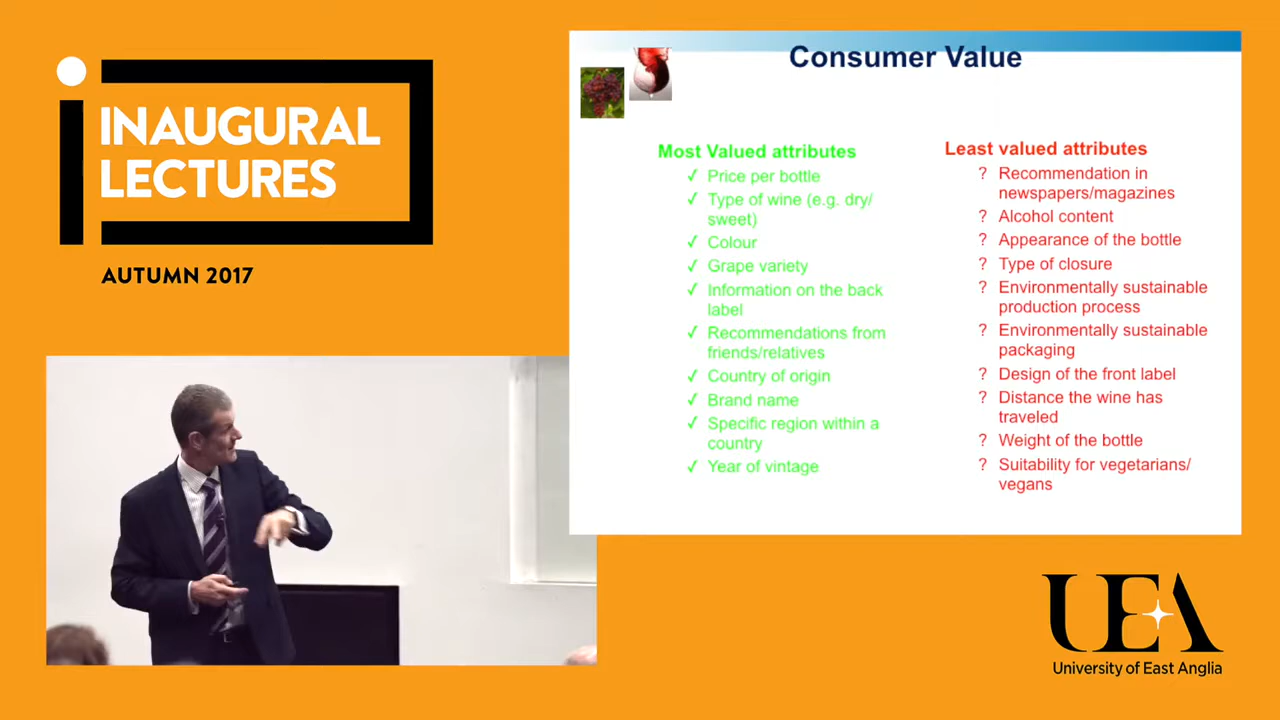 INAUGURAL
LECTURES
AUTUMN 2017
Consumer Value
Most Valued attributes
✓ Price per bottle
✓ Type of wine (e.g. dry/
sweet)
✓ Colour
✓ Grape variety
✓ Information on the back
label
✓ Recommendations from
friends/relatives
✓ Country of origin
✓ Brand name
✓ Specific region within a
country
✓ Year of vintage
Least valued attributes
? Recommendation in
newspapers/magazines
? Alcohol content
? Appearance of the bottle
? Type of closure
? Environmentally sustainable
production process
? Environmentally sustainable
packaging
? Design of the front label
? Distance the wine has
traveled
? Weight of the bottle
? Suitability for vegetarians/
vegans
UEA
University of East Anglia